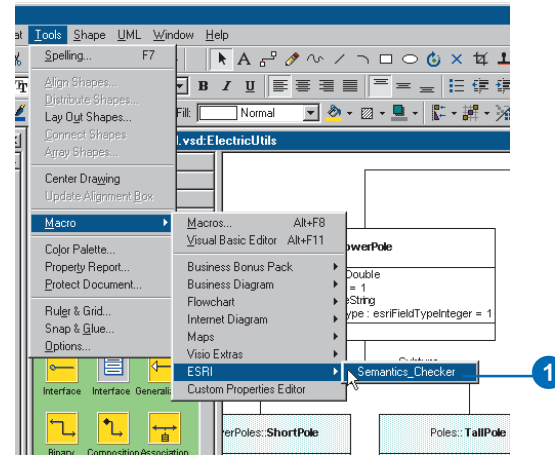 at Tools Shape UML Window Help
Spelling... F7
Align Shapes...
Distribute Shapes...
Lay Out Shapes...
Connect Shapes
Array Shapes...
Center Drawing
Update Alignment Box
Macro
Color Palette...
Property Report...
Protect Document...
Ruler & Grid...
Snap & Glue...
Options...
A
B I U
Fill: Normal
l.vsd:ElectricUtils
Macros... Alt+F8
Visual Basic Editor Alt+F11
Business Bonus Pack
Business Diagram
Flowchart
Internet Diagram
Maps
Visio Extras
ESRI
Custom Properties Editor
Semantics_Checker
1
owerPole
Double
= 1
eString
ype : esriFieldTypeInteger = 1
Interface Interface Generali
Binary Composition Association
erPoles::ShortPole
Poles::TallPole